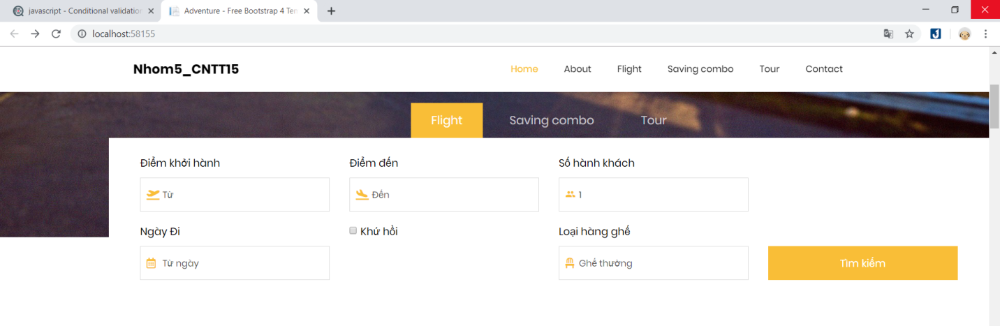 javascript - Conditional validation
Adventure - Free Bootstrap 4 Tem
localhost:58155
Nhom5_CNTT15
Home About Flight Saving combo Tour Contact
Flight Saving combo Tour
Điểm khởi hành Điểm đến Số hành khách
Từ Đến 1
Ngày Đi Khứ hồi Loại hàng ghế
Từ ngày Ghế thường Tìm kiếm